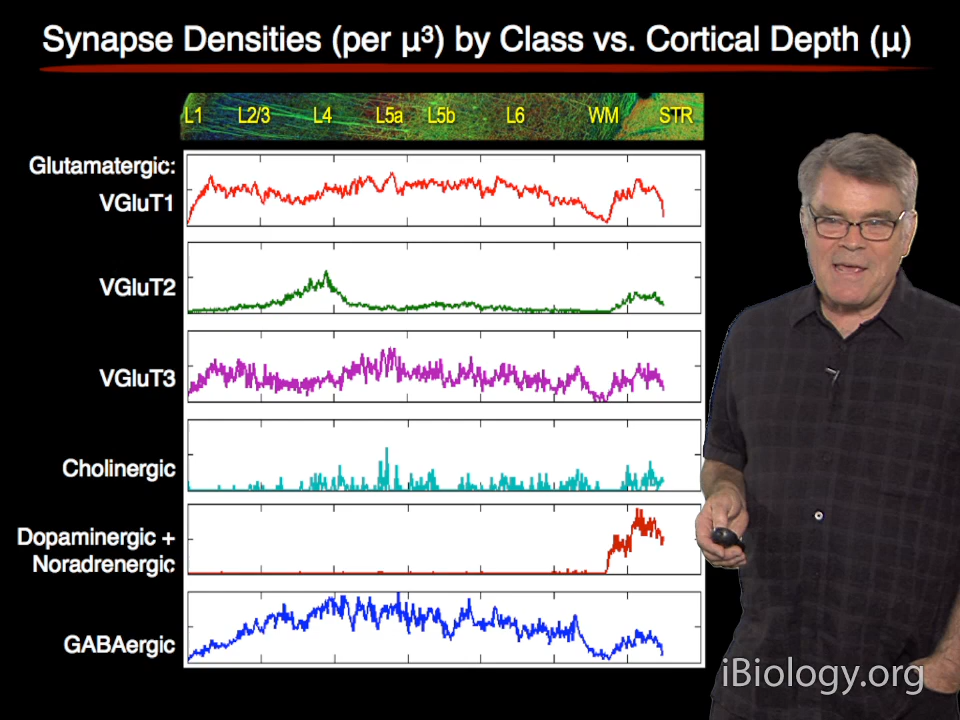 Synapse Densities (per µ³) by Class vs. Cortical Depth (µ)
L1 L2/3 L4 L5a L5b L6 WM STR
Glutamatergic:
VGluT1
VGluT2
VGluT3
Cholinergic
Dopaminergic +
Noradrenergic
GABAergic
iBiology.org